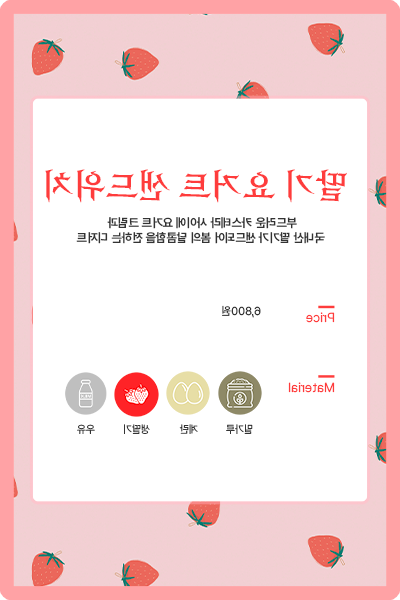 딸기 요거트 샌드위치
부드러운 카스테라 사이에 요거트 크림과
국내산 딸기가 샌드되어 봄의 달콤함을 전하는 디저트
Price
6,800원
Material
밀가루
계란
생딸기
우유